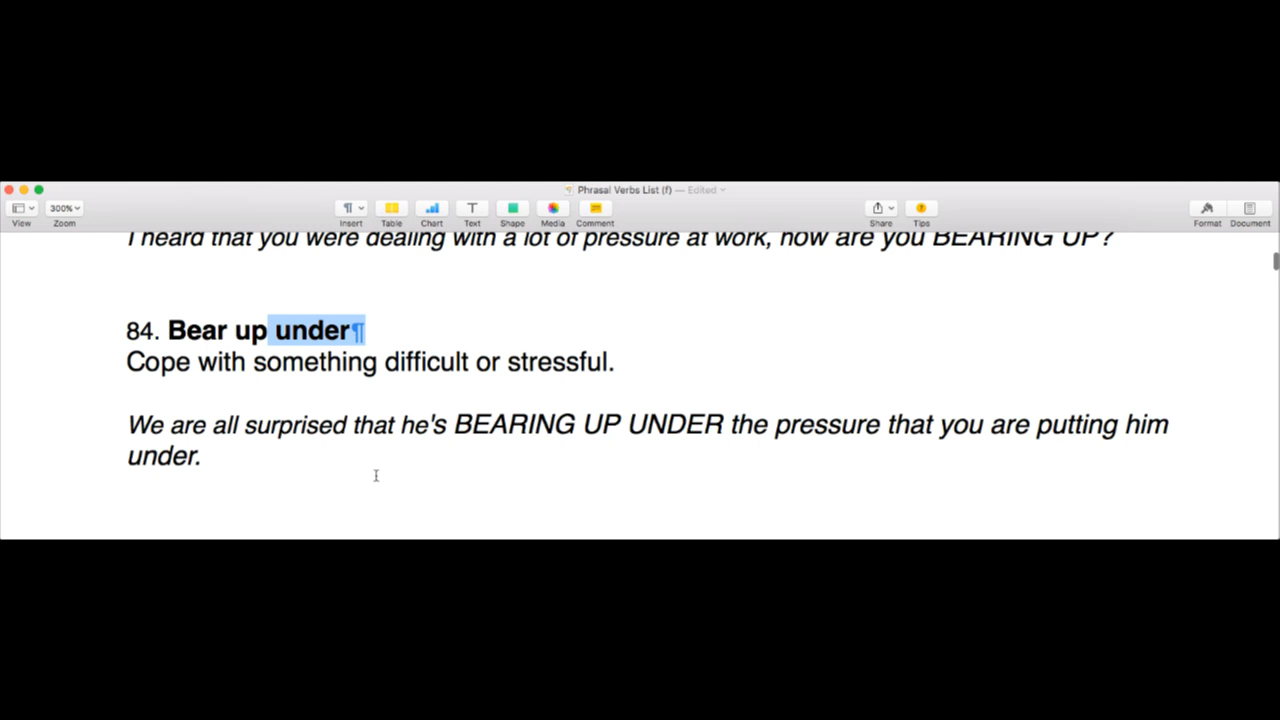 Phrasal Verbs List (f) — Edited
300%
View
Zoom
Insert
Table
Chart
Text
Shape
Media
Comment
Share
Tips
Format
Document
I heard that you were dealing with a lot of pressure at work, how are you BEARING UP?
84. Bear up under¶
Cope with something difficult or stressful.
We are all surprised that he's BEARING UP UNDER the pressure that you are putting him
under.